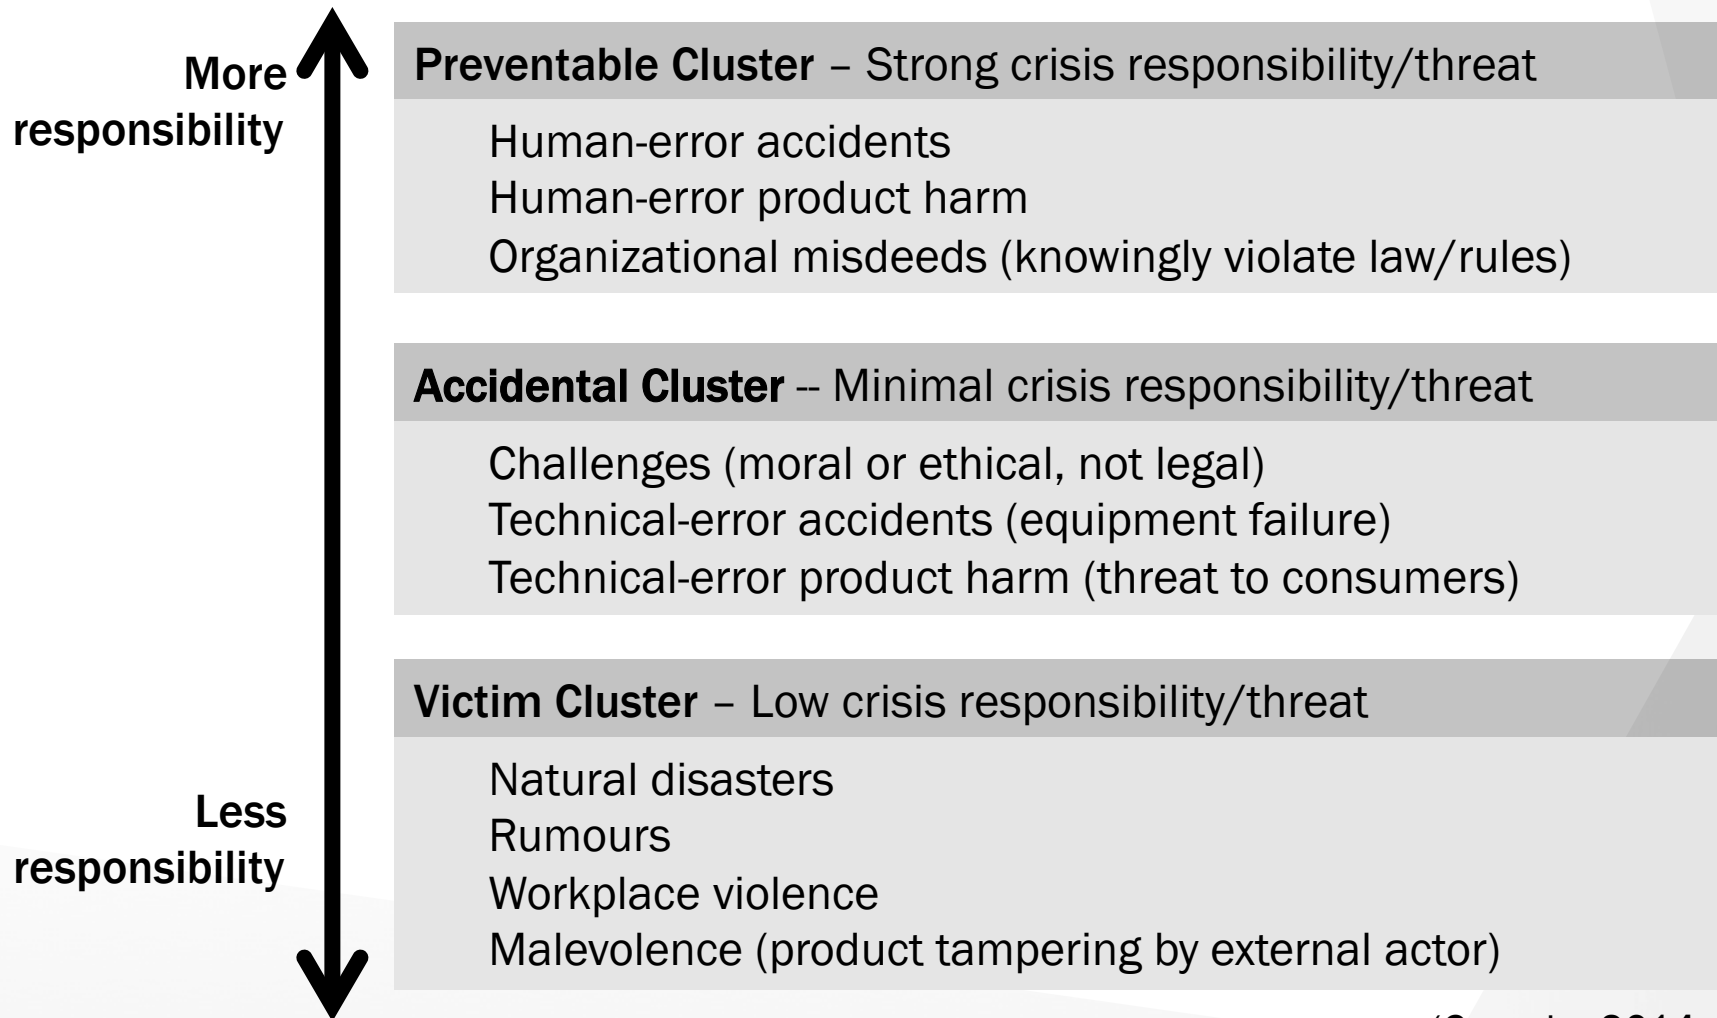 More
responsibility
Preventable Cluster – Strong crisis responsibility/threat
Human-error accidents
Human-error product harm
Organizational misdeeds (knowingly violate law/rules)
Accidental Cluster -- Minimal crisis responsibility/threat
Challenges (moral or ethical, not legal)
Technical-error accidents (equipment failure)
Technical-error product harm (threat to consumers)
Victim Cluster – Low crisis responsibility/threat
Less
responsibility
Natural disasters
Rumours
Workplace violence
Malevolence (product tampering by external actor)